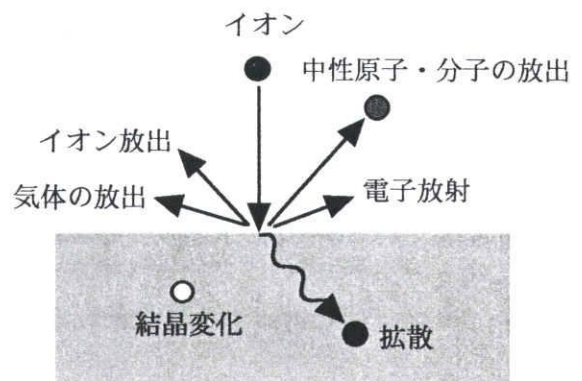 イオン
中性原子・分子の放出
イオン放出
気体の放出
電子放射
結晶変化
拡散